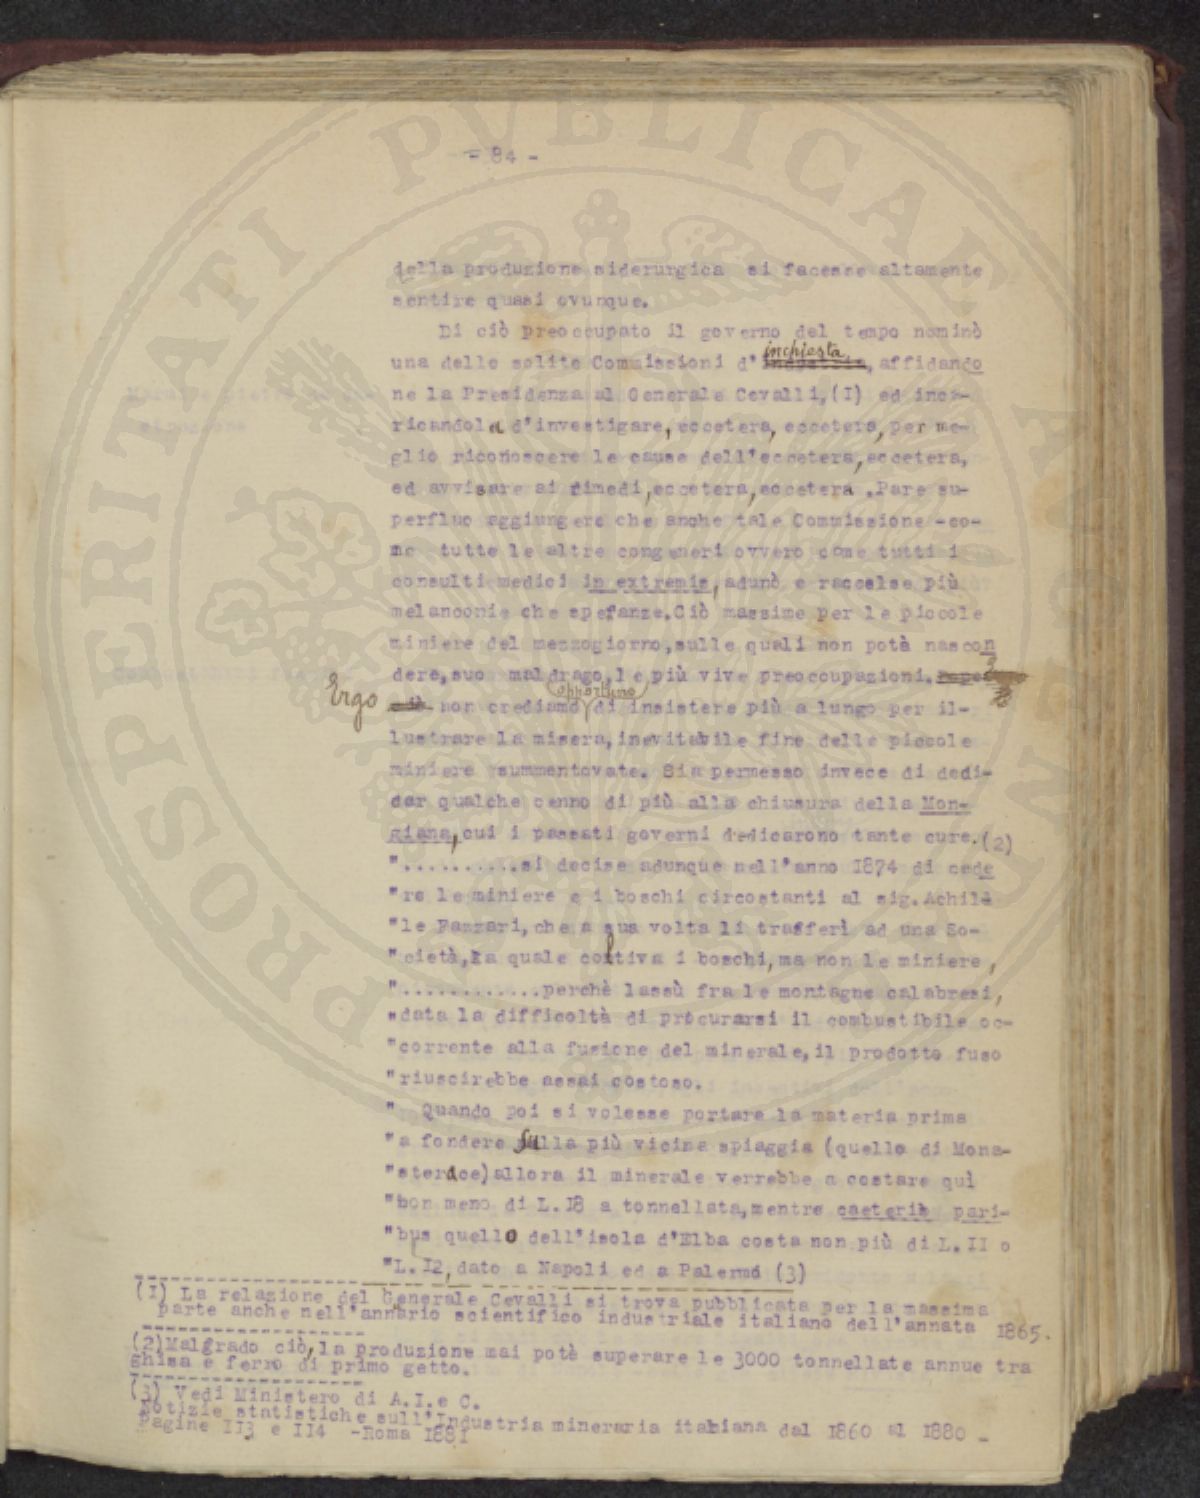 - 84 -
della produzione siderurgica si facesse altamente
sentire quasi ovunque.
Di ciò preoccupato il governo del tempo nominò
una delle solite Commissioni d'inchiesta, affidando
ne la Presidenza al Generale Cevalli,(I) ed inca-
ricandola d'investigare, eccetera, eccetera, per me-
glio riconoscere le cause dell'eccetera, eccetera,
ed avvisare ai rimedi, eccetera, eccetera .Pare su-
perfluo aggiungere che anche tale Commissione -co-
me tutte le altre congeneri ovvero come tutti i
consulti medici in extremis, adunò e raccolse più
melanconie che speranze.Ciò massime per le piccole
miniere del mezzogiorno,sulle quali non potè nascon
dere,suo maldrago,le più vive preoccupazioni.
Ergo non crediamo opportuno di insistere più a lungo per il-
lustrare la misera,inevitabile fine delle piccole
miniere summentovate. Sia permesso invece di dedi-
car qualche cenno di più alla chiusura della Mon-
giana,cui i passati governi dedicarono tante cure.(2)
"...........si decise adunque nell'anno 1874 di cede
"re le miniere e i boschi circostanti al sig.Achil
"le Fazzari,che a sua volta li trasferì ad una So-
"cietà,la quale coltiva i boschi,ma non le miniere,
".............perchè lassù fra le montagne calabresi,
"data la difficoltà di procurarsi il combustibile oc-
"corrente alla fusione del minerale,il prodotto fuso
"riuscirebbe assai costoso.
" Quando poi si volesse portare la materia prima
"a fondere sulla più vicina spiaggia (quella di Mona-
"sterace)allora il minerale verrebbe a costare quì
"non meno di L.I8 a tonnellata,mentre caeteris pari-
"bus quello dell'isola d'Elba costa non più di L.II o
"L.I2,dato a Napoli ed a Palermo (3)
(I) La relazione del Generale Cevalli si trova pubblicata per la massima
parte anche nell'annario scientifico industriale italiano dell'annata 1865.
(2)Malgrado ciò,la produzione mai potè superare le 3000 tonnellate annue tra
ghisa e ferro di primo getto.
(3) Vedi Ministero di A.I.e C.
Notizie statistiche sull'Industria mineraria italiana dal I860 al I880 -
Pagine II3 e II4 -Roma I88I
PROSPERITATI PVBLICAE AVGENDAE